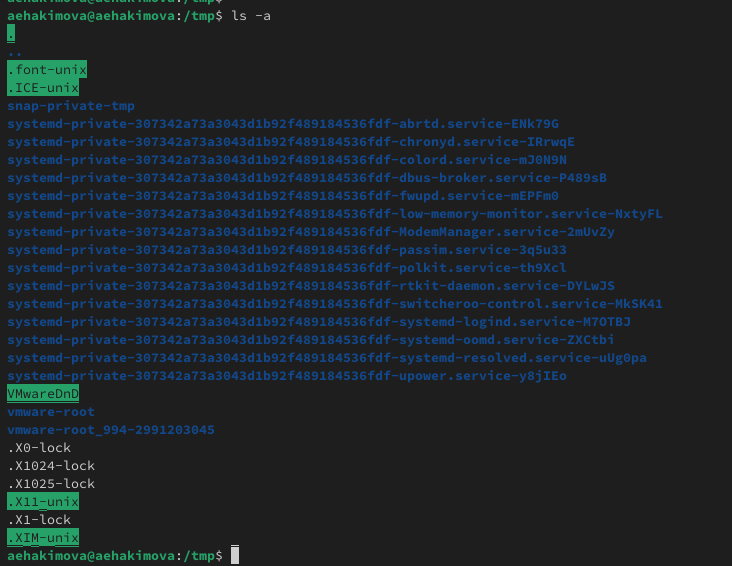 aehakimova@aehakimova:/tmp$ ls -a
.
..
.font-unix
.ICE-unix
snap-private-tmp
systemd-private-307342a73a3043d1b92f489184536fdf-abrtd.service-ENk79G
systemd-private-307342a73a3043d1b92f489184536fdf-chronyd.service-IRrwqE
systemd-private-307342a73a3043d1b92f489184536fdf-colord.service-mJ0N9N
systemd-private-307342a73a3043d1b92f489184536fdf-dbus-broker.service-P489sB
systemd-private-307342a73a3043d1b92f489184536fdf-fwupd.service-mEPFm0
systemd-private-307342a73a3043d1b92f489184536fdf-low-memory-monitor.service-NxtyFL
systemd-private-307342a73a3043d1b92f489184536fdf-ModemManager.service-2mUvZy
systemd-private-307342a73a3043d1b92f489184536fdf-passim.service-3q5u33
systemd-private-307342a73a3043d1b92f489184536fdf-polkit.service-th9Xcl
systemd-private-307342a73a3043d1b92f489184536fdf-rtkit-daemon.service-DYLwJS
systemd-private-307342a73a3043d1b92f489184536fdf-switcheroo-control.service-MkSK41
systemd-private-307342a73a3043d1b92f489184536fdf-systemd-logind.service-M7OTBJ
systemd-private-307342a73a3043d1b92f489184536fdf-systemd-oomd.service-ZXCtbi
systemd-private-307342a73a3043d1b92f489184536fdf-systemd-resolved.service-uUg0pa
systemd-private-307342a73a3043d1b92f489184536fdf-upower.service-y8jIEo
VMwareDnD
vmware-root
vmware-root_994-2991203045
.X0-lock
.X1024-lock
.X1025-lock
.X11-unix
.X1-lock
.XIM-unix
aehakimova@aehakimova:/tmp$